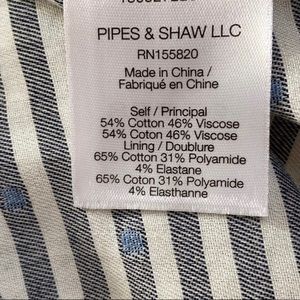 PIPES & SHAW LLC
RN155820
Made in China /
Fabriqué en Chine
Self / Principal
54% Cotton 46% Viscose
54% Coton 46% Viscose
Lining / Doublure
65% Cotton 31% Polyamide
4% Elastane
65% Coton 31% Polyamide
4% Elasthanne